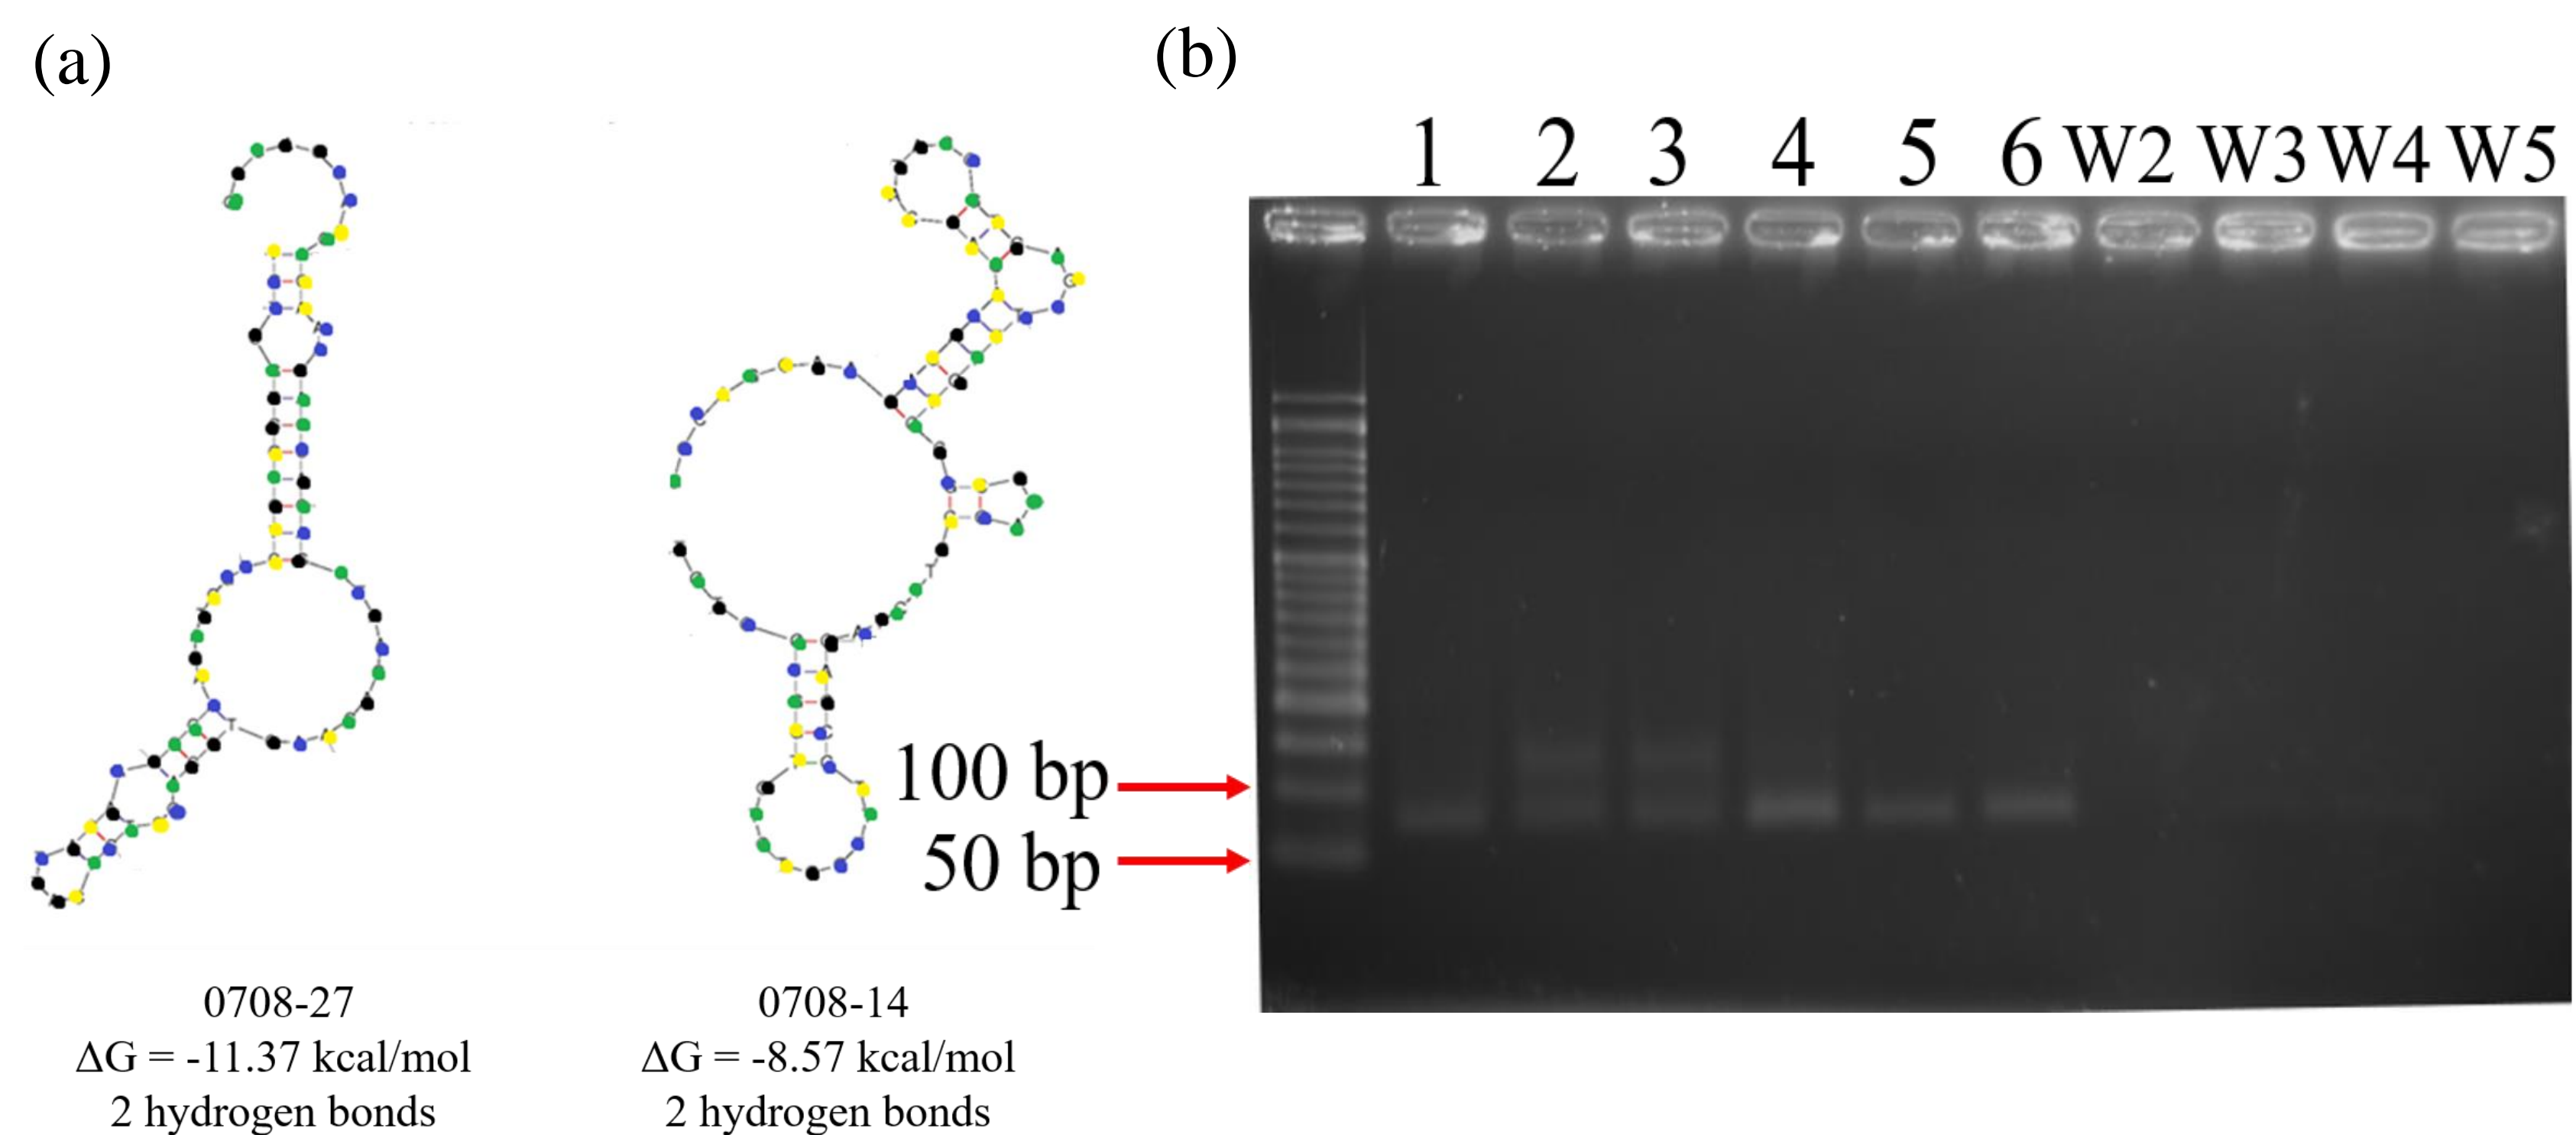 (a)
(b)
1 2 3 4 5 6 W2 W3 W4 W5
100 bp
50 bp
0708-27
ΔG = -11.37 kcal/mol
2 hydrogen bonds
0708-14
ΔG = -8.57 kcal/mol
2 hydrogen bonds